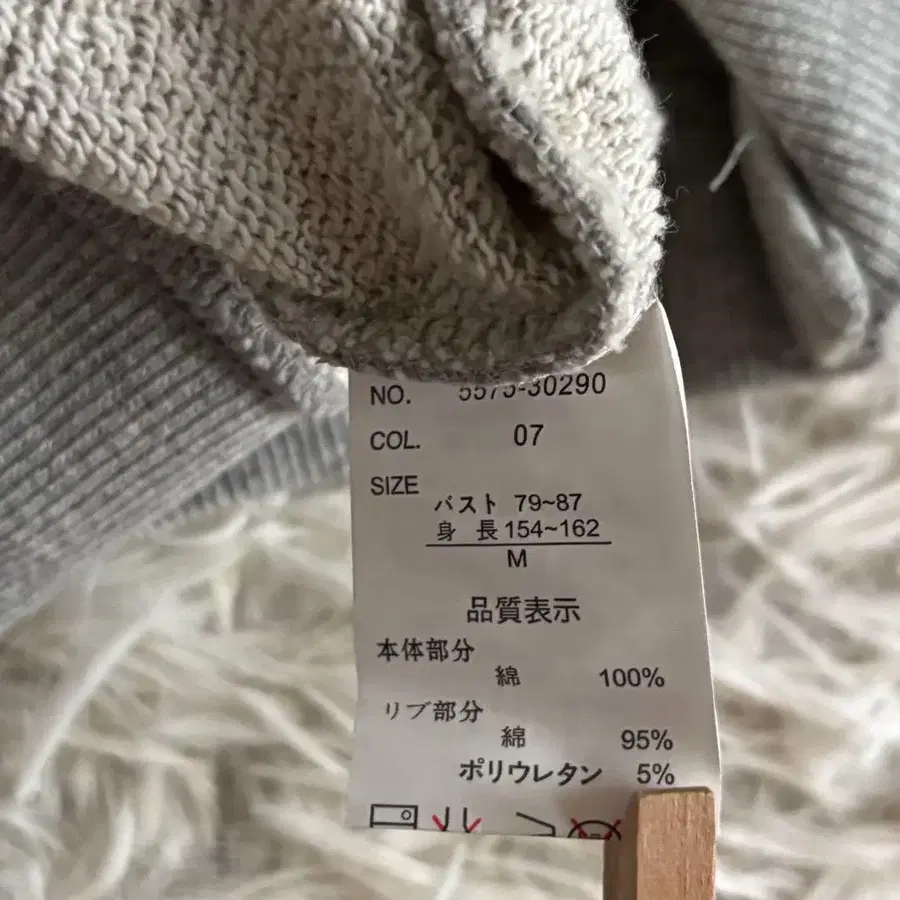 NO. 5575-30290
COL. 07
SIZE
バスト 79~87
身 長 154~162
M
品質表示
本体部分
綿 100%
リブ部分
綿 95%
ポリウレタン 5%